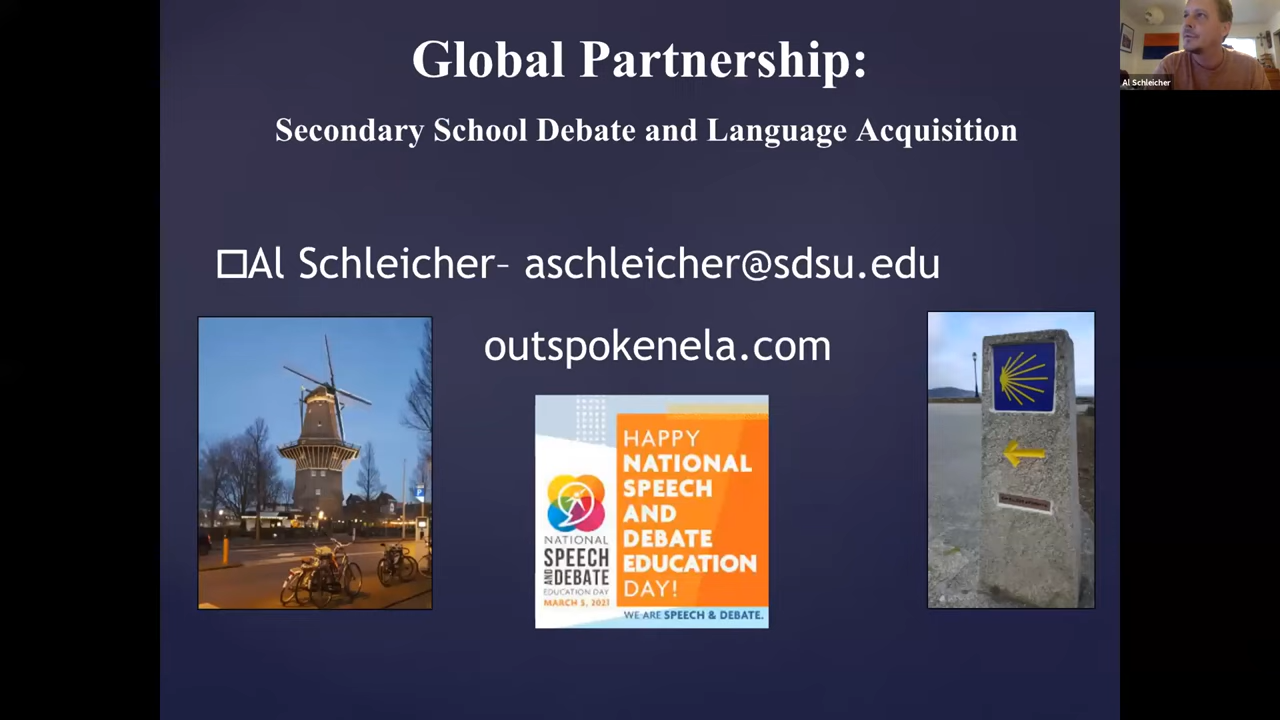 Global Partnership:
Secondary School Debate and Language Acquisition
Al Schleicher
□Al Schleicher– aschleicher@sdsu.edu
outspokenela.com
HAPPY
NATIONAL
SPEECH
AND
DEBATE
EDUCATION
DAY!
NATIONAL
SPEECH
AND DEBATE
EDUCATION DAY
MARCH 5, 2021
WE ARE SPEECH & DEBATE.